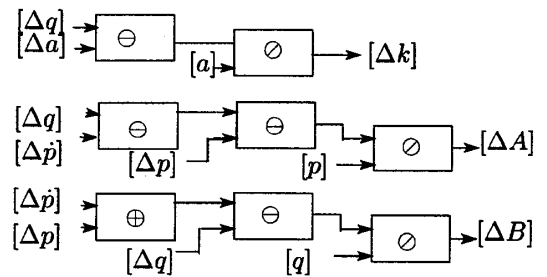 [Δq]
[Δa] ⊖ [a] ⊘ [Δk]
[Δq]
[Δṗ] ⊖ [Δp] ⊖ [p] ⊘ [ΔA]
[Δṗ]
[Δp] ⊕ [Δq] ⊖ [q] ⊘ [ΔB]